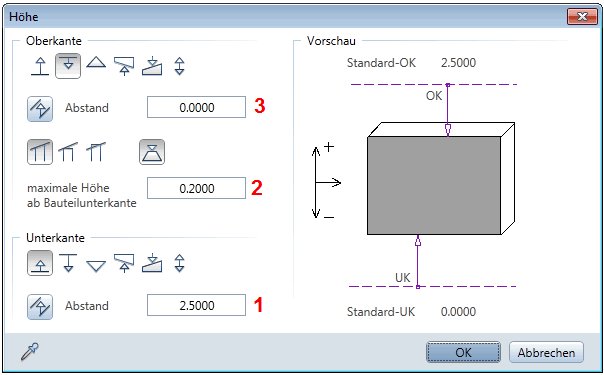 Höhe
Oberkante
Abstand 0.0000 3
maximale Höhe
ab Bauteilunterkante 0.2000 2
Unterkante
Abstand 2.5000 1
Vorschau
Standard-OK 2.5000
OK
+
−
UK
Standard-UK 0.0000
OK Abbrechen